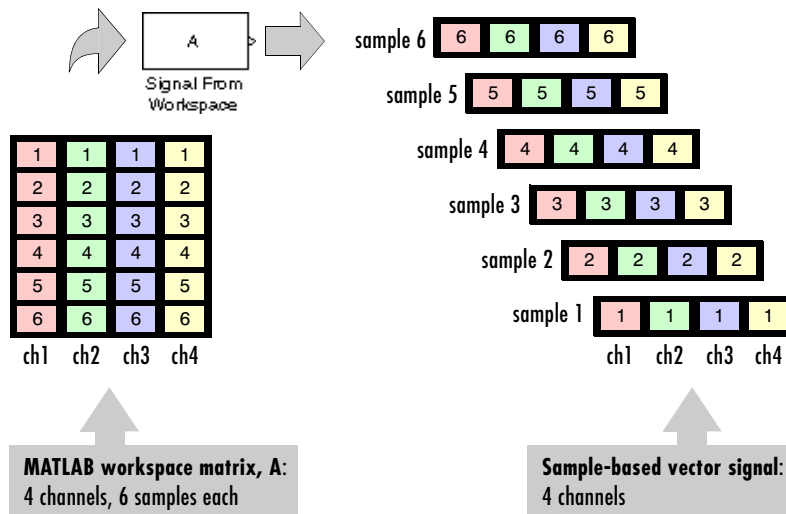 A
Signal From
Workspace
1 1 1 1
2 2 2 2
3 3 3 3
4 4 4 4
5 5 5 5
6 6 6 6
ch1 ch2 ch3 ch4
MATLAB workspace matrix, A:
4 channels, 6 samples each
sample 6 6 6 6 6
sample 5 5 5 5 5
sample 4 4 4 4 4
sample 3 3 3 3 3
sample 2 2 2 2 2
sample 1 1 1 1 1
ch1 ch2 ch3 ch4
Sample-based vector signal:
4 channels